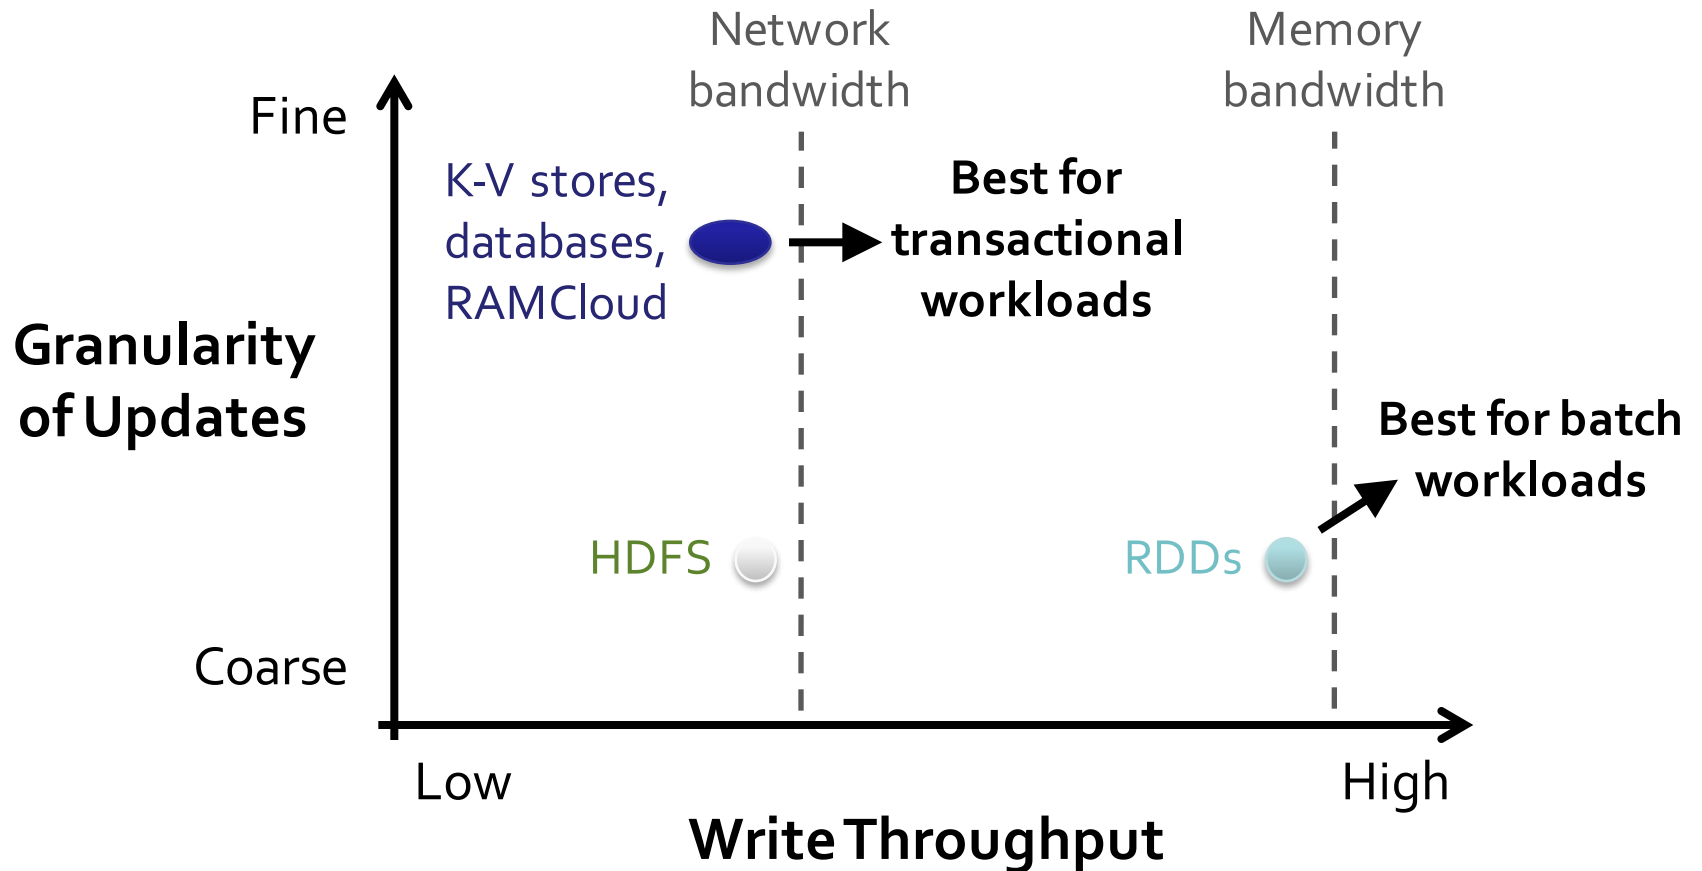 Network
bandwidth
Memory
bandwidth
Fine
K-V stores,
databases,
RAMCloud
Best for
transactional
workloads
Granularity
of Updates
Best for batch
workloads
HDFS
RDDs
Coarse
Low
High
Write Throughput